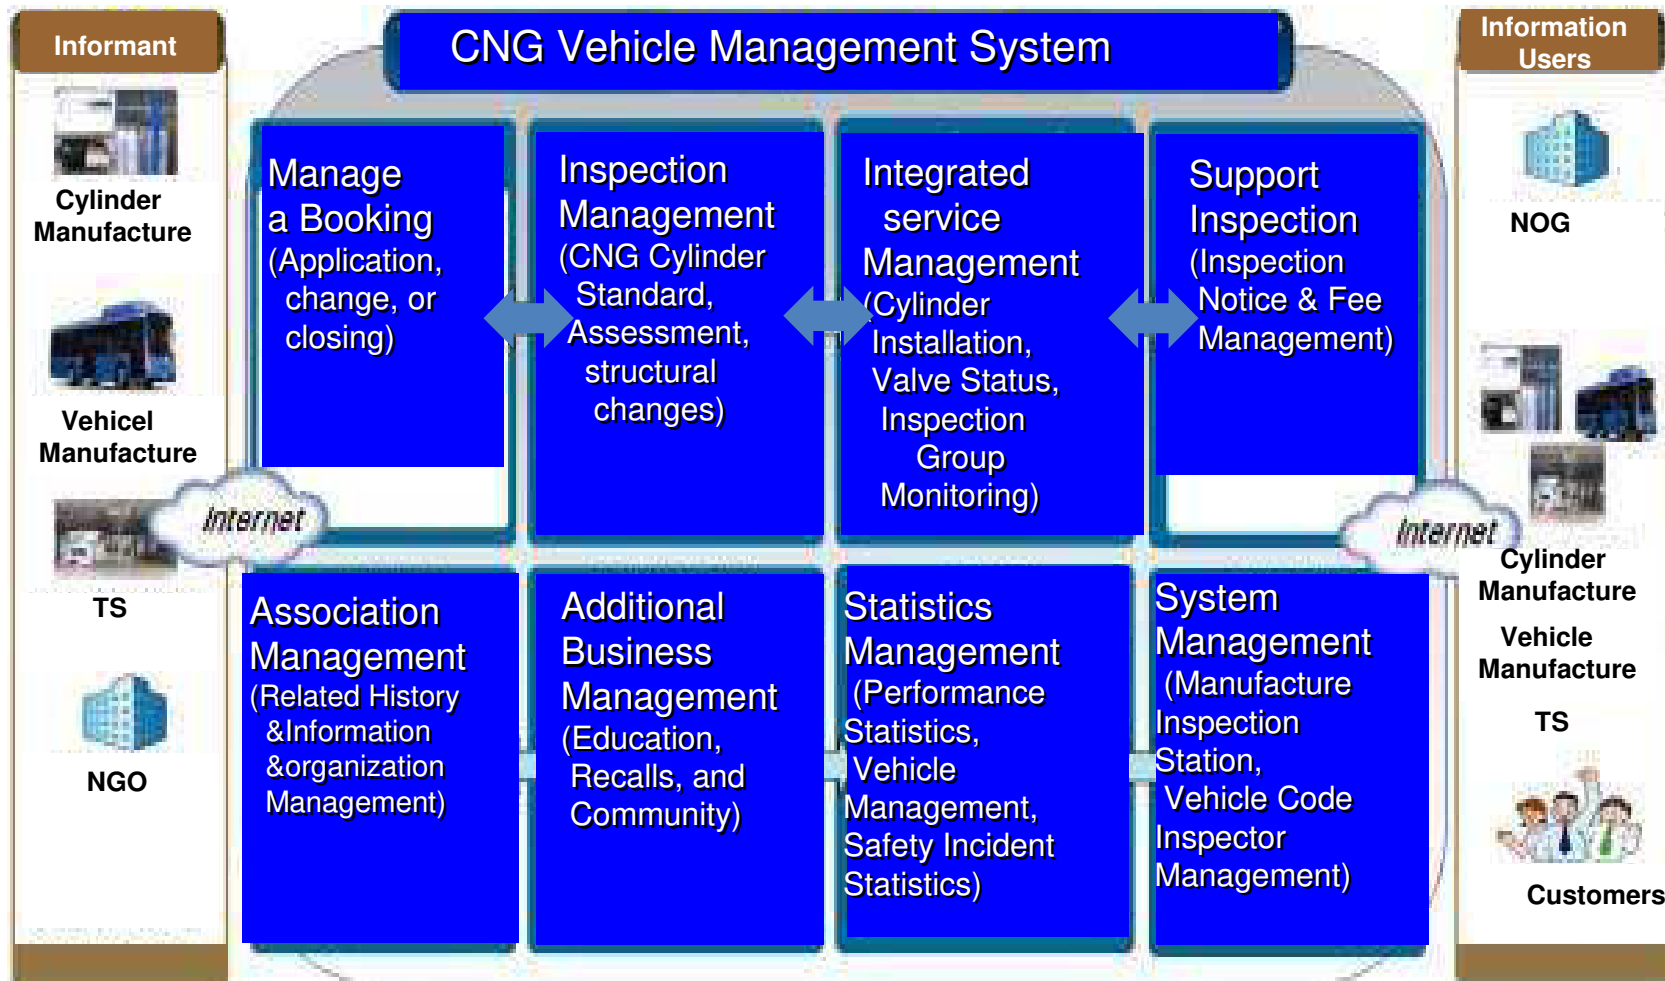 Informant
CNG Vehicle Management System
Information
Users
Cylinder
Manufacture
Vehicel
Manufacture
Internet
TS
NGO
Manage
a Booking
(Application,
change, or
closing)
Inspection
Management
(CNG Cylinder
Standard,
Assessment,
structural
changes)
Integrated
service
Management
(Cylinder
Installation,
Valve Status,
Inspection
Group
Monitoring)
Support
Inspection
(Inspection
Notice & Fee
Management)
Association
Management
(Related History
&Information
&organization
Management)
Additional
Business
Management
(Education,
Recalls, and
Community)
Statistics
Management
(Performance
Statistics,
Vehicle
Management,
Safety Incident
Statistics)
System
Management
(Manufacture
Inspection
Station,
Vehicle Code
Inspector
Management)
NOG
Internet
Cylinder
Manufacture
Vehicle
Manufacture
TS
Customers